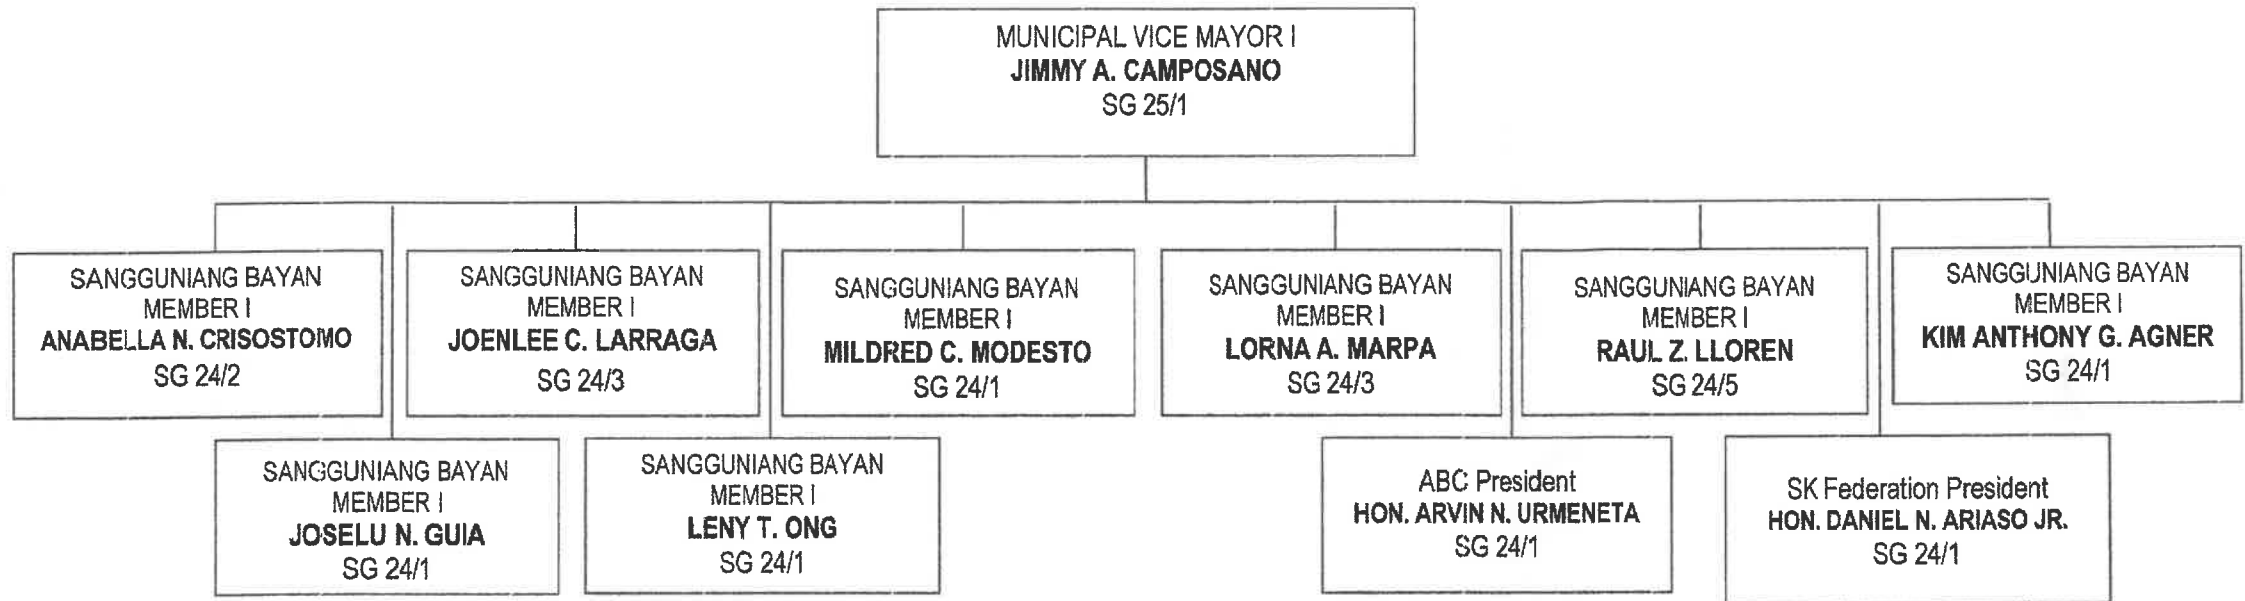 MUNICIPAL VICE MAYOR I
JIMMY A. CAMPOSANO
SG 25/1
SANGGUNIANG BAYAN
MEMBER I
ANABELLA N. CRISOSTOMO
SG 24/2
SANGGUNIANG BAYAN
MEMBER I
JOENLEE C. LARRAGA
SG 24/3
SANGGUNIANG BAYAN
MEMBER I
MILDRED C. MODESTO
SG 24/1
SANGGUNIANG BAYAN
MEMBER I
LORNA A. MARPA
SG 24/3
SANGGUNIANG BAYAN
MEMBER I
RAUL Z. LLOREN
SG 24/5
SANGGUNIANG BAYAN
MEMBER I
KIM ANTHONY G. AGNER
SG 24/1
SANGGUNIANG BAYAN
MEMBER I
JOSELU N. GUIA
SG 24/1
SANGGUNIANG BAYAN
MEMBER I
LENY T. ONG
SG 24/1
ABC President
HON. ARVIN N. URMENETA
SG 24/1
SK Federation President
HON. DANIEL N. ARIASO JR.
SG 24/1